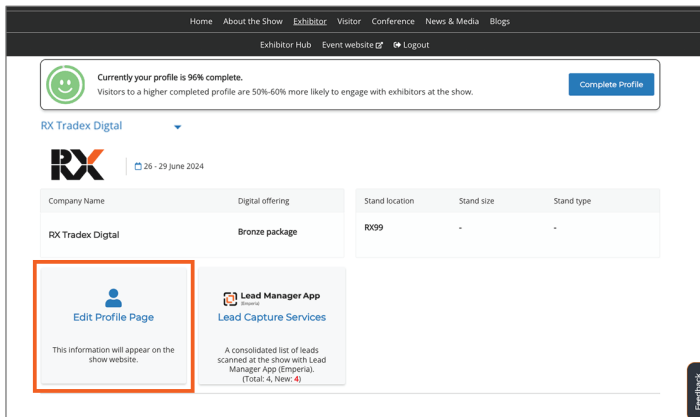 Home About the Show Exhibitor Visitor Conference News & Media Blogs
Exhibitor Hub Event website Logout
Currently your profile is 96% complete.
Visitors to a higher completed profile are 50%-60% more likely to engage with exhibitors at the show.
Complete Profile
RX Tradex Digtal
RX
26 - 29 June 2024
Company Name Digital offering Stand location Stand size Stand type
RX Tradex Digtal Bronze package RX99 - -
Edit Profile Page
This information will appear on the
show website.
Lead Manager App
(Emperia)
Lead Capture Services
A consolidated list of leads
scanned at the show with Lead
Manager App (Emperia).
(Total: 4, New: 4)
Feedback